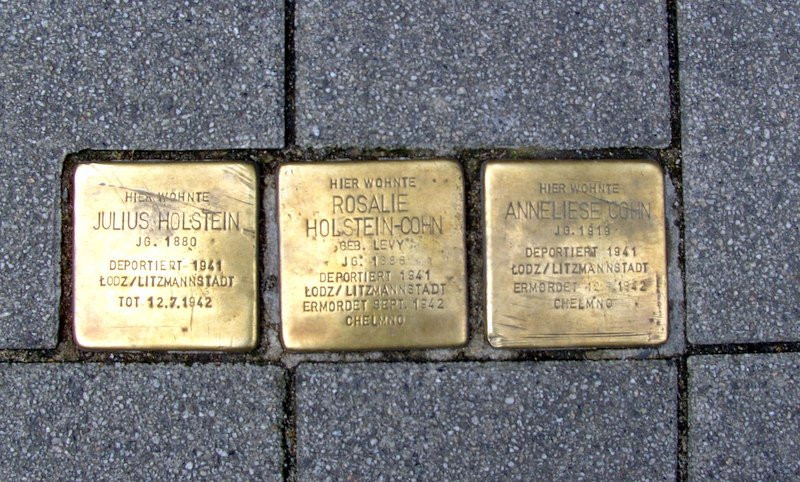 HIER WOHNTE
JULIUS HOLSTEIN
JG. 1880
DEPORTIERT 1941
ŁODZ/LITZMANNSTADT
TOT 12.7.1942
HIER WOHNTE
ROSALIE
HOLSTEIN-COHN
GEB. LEVY
JG.
DEPORTIERT 1941
ŁODZ/LITZMANNSTADT
ERMORDET SEPT. 1942
CHELMNO
HIER WOHNTE
ANNELIESE COHN
JG. 1919
DEPORTIERT 1941
ŁODZ/LITZMANNSTADT
ERMORDET 1942
CHELMNO